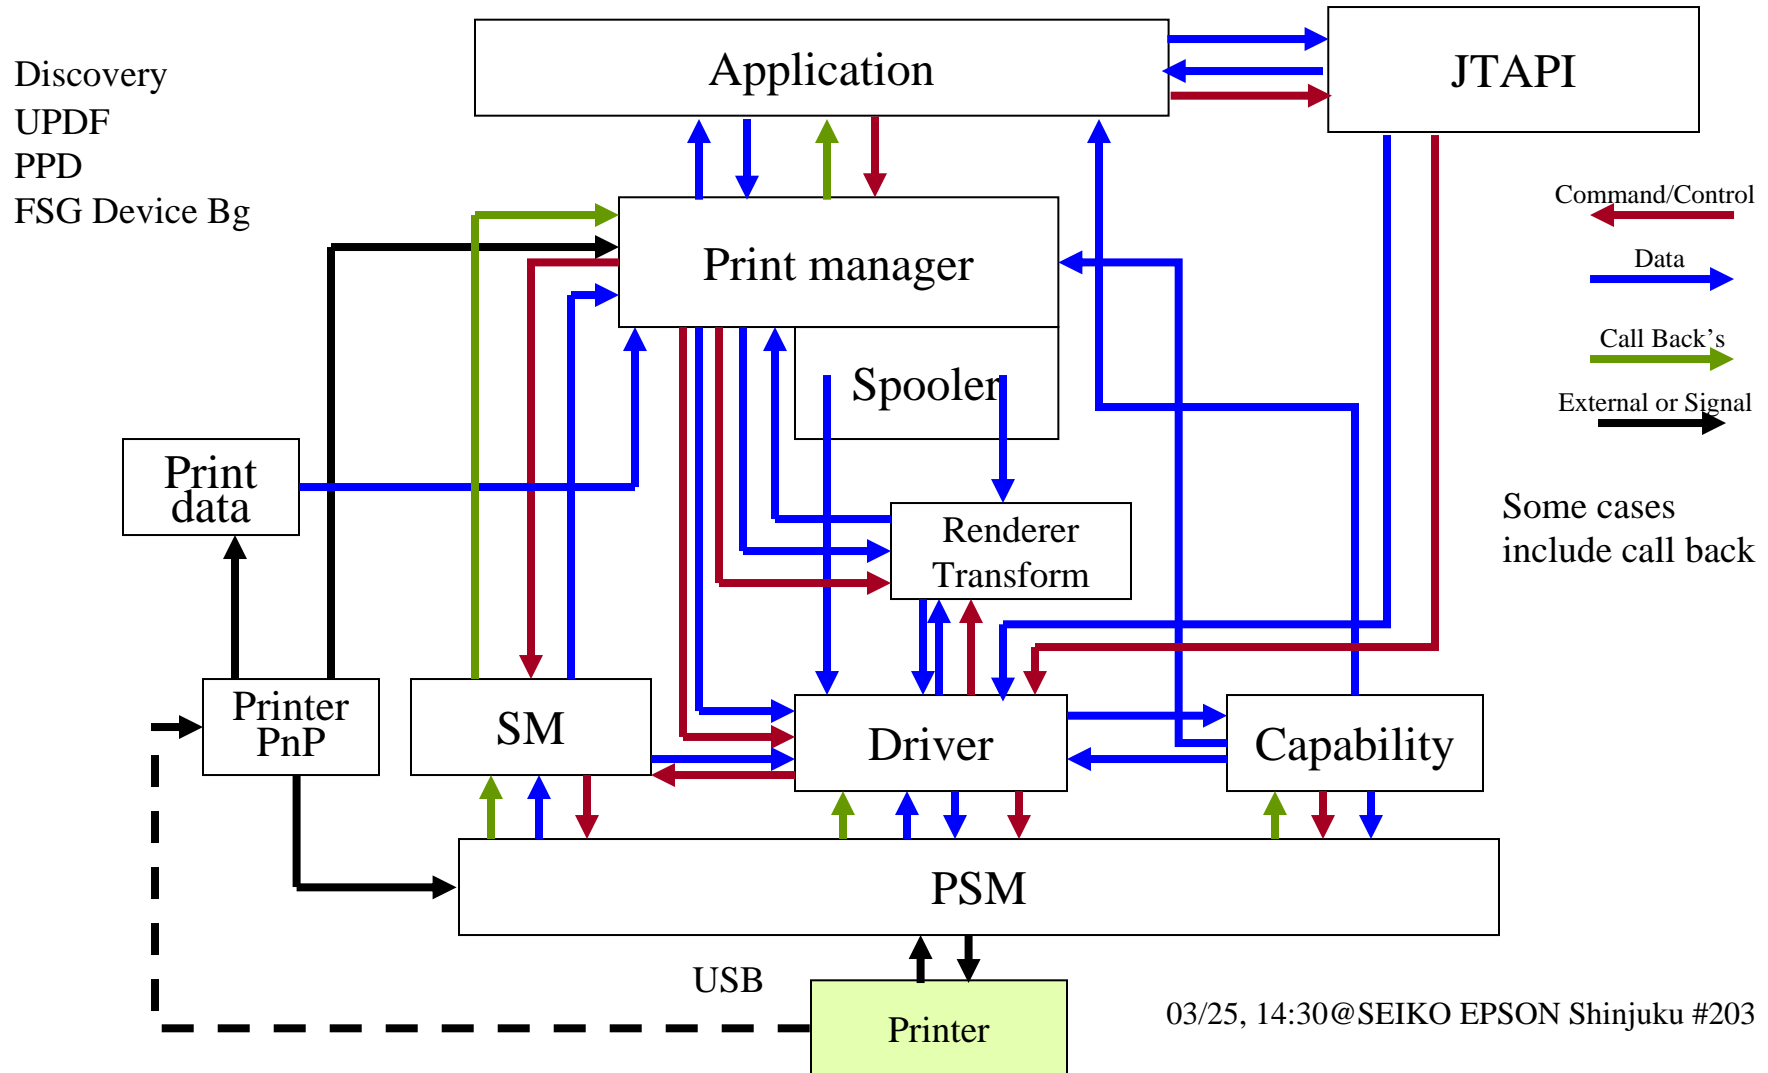 Application
JTAPI
Discovery
UPDF
PPD
FSG Device Bg
Command/Control
Print manager
Data
Call Back's
Spooler
External or Signal
Print
data
Some cases
include call back
Renderer
Transform
Printer
PnP
SM
Driver
Capability
PSM
USB
Printer
03/25, 14:30@SEIKO EPSON Shinjuku #203